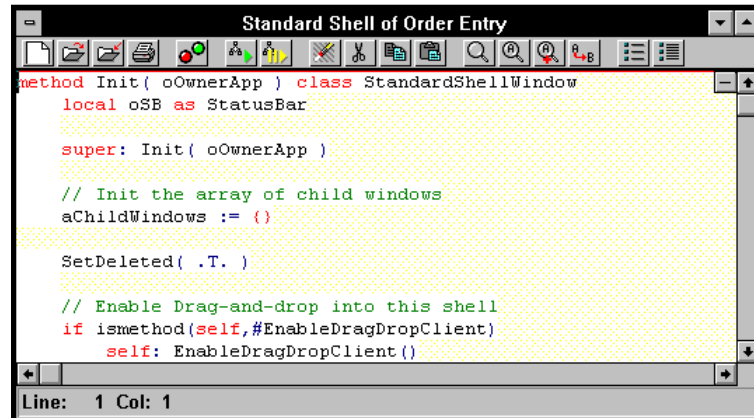 Standard Shell of Order Entry
method Init( oOwnerApp ) class StandardShellWindow
local oSB as StatusBar
super: Init( oOwnerApp )
// Init the array of child windows
aChildWindows := {}
SetDeleted( .T. )
// Enable Drag-and-drop into this shell
if ismethod(self,#EnableDragDropClient)
self: EnableDragDropClient()
Line: 1 Col: 1